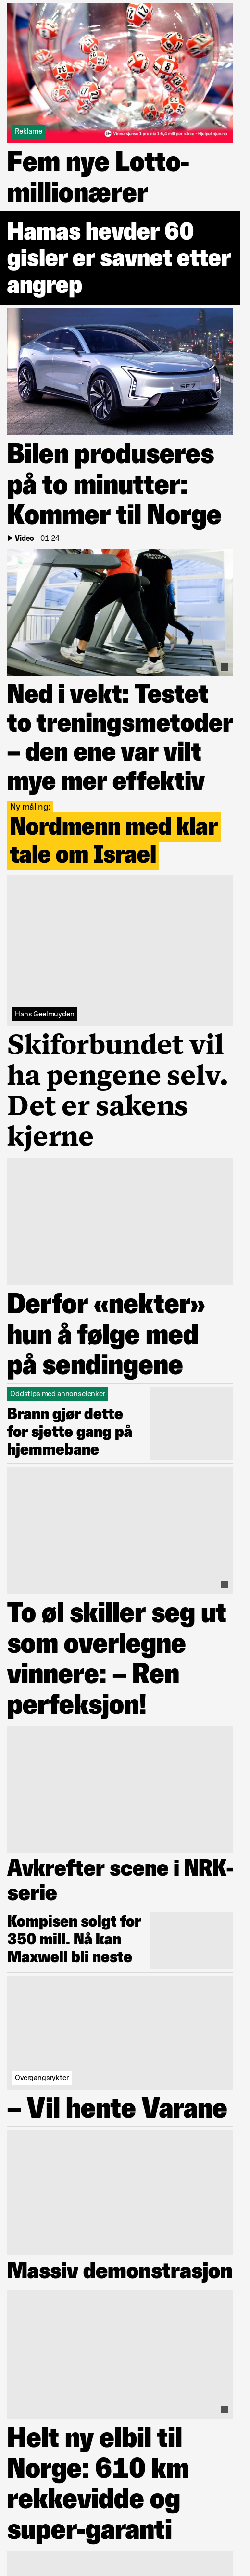 Reklame
Vinnersjanse 1.premie 1:5,4 mill per rekke - Hjelpelinjen.no
Fem nye Lotto-
millionærer
Hamas hevder 60
gisler er savnet etter
angrep
SF 7
Bilen produseres
på to minutter:
Kommer til Norge
Video | 01:24
Ned i vekt: Testet
to treningsmetoder
– den ene var vilt
mye mer effektiv
Ny måling:
Nordmenn med klar
tale om Israel
Hans Geelmuyden
Skiforbundet vil
ha pengene selv.
Det er sakens
kjerne
Derfor «nekter»
hun å følge med
på sendingene
Oddstips med annonselenker
Brann gjør dette
for sjette gang på
hjemmebane
To øl skiller seg ut
som overlegne
vinnere: – Ren
perfeksjon!
Avkrefter scene i NRK-
serie
Kompisen solgt for
350 mill. Nå kan
Maxwell bli neste
Overgangsrykter
– Vil hente Varane
Massiv demonstrasjon
Helt ny elbil til
Norge: 610 km
rekkevidde og
super-garanti